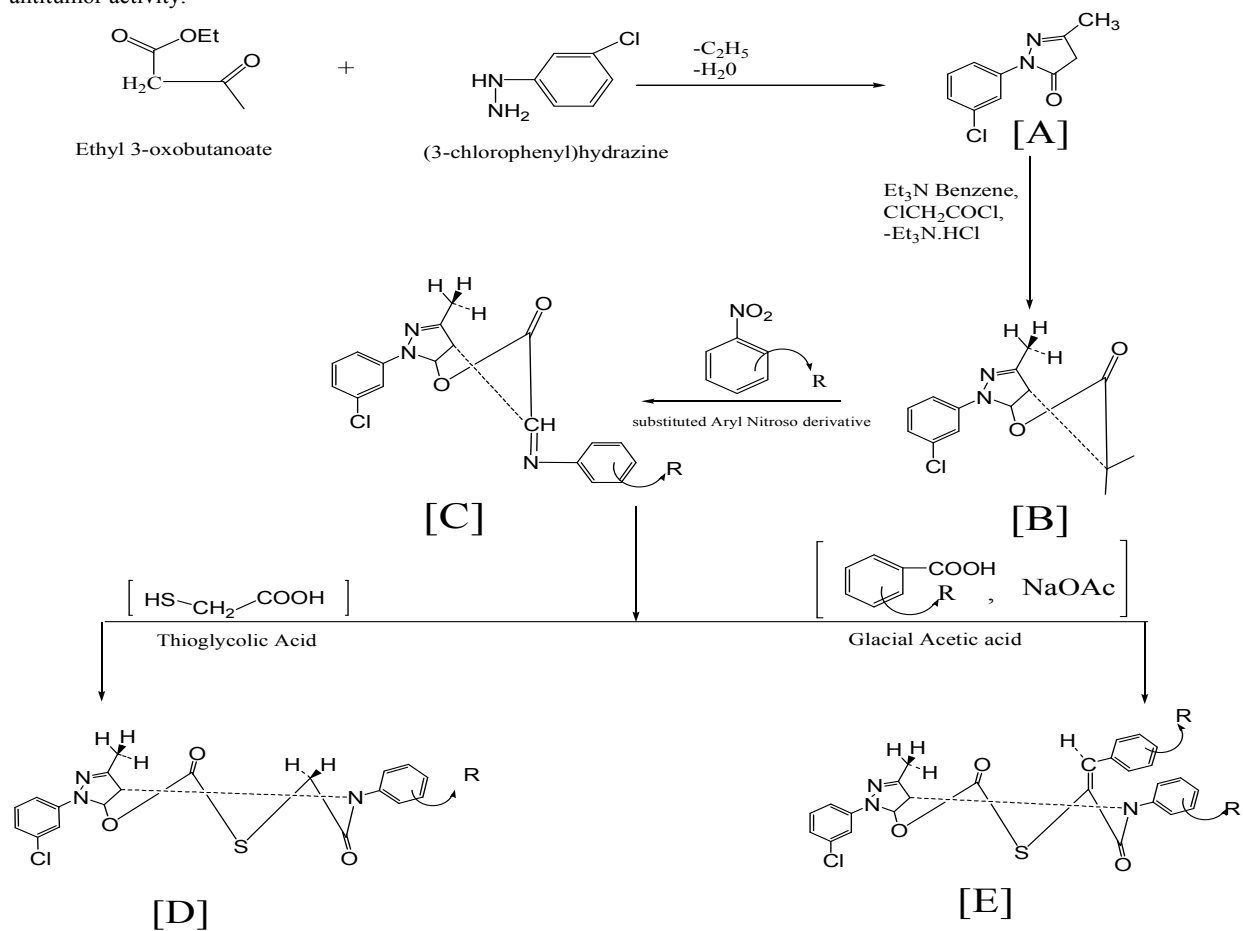 antitumor activity.
O
OEt
H2C
O
+
HN
NH2
Cl
-C2H5
-H20
N
CH3
N
O
Cl
[A]
Ethyl 3-oxobutanoate
(3-chlorophenyl)hydrazine
Et3N Benzene,
ClCH2COCl,
-Et3N.HCl
H
H
H
O
N
N
O
Cl
CH
N
R
[C]
NO2
R
substituted Aryl Nitroso derivative
H
H
H
O
N
N
O
Cl
[B]
[ HS CH2 COOH ]
Thioglycolic Acid
[ COOH R , NaOAc ]
Glacial Acetic acid
H
H
H
O
H
H
N
N
N
R
O
Cl
S
O
[D]
H
H
H
O
H
R
N
N
N
R
O
Cl
S
O
[E]